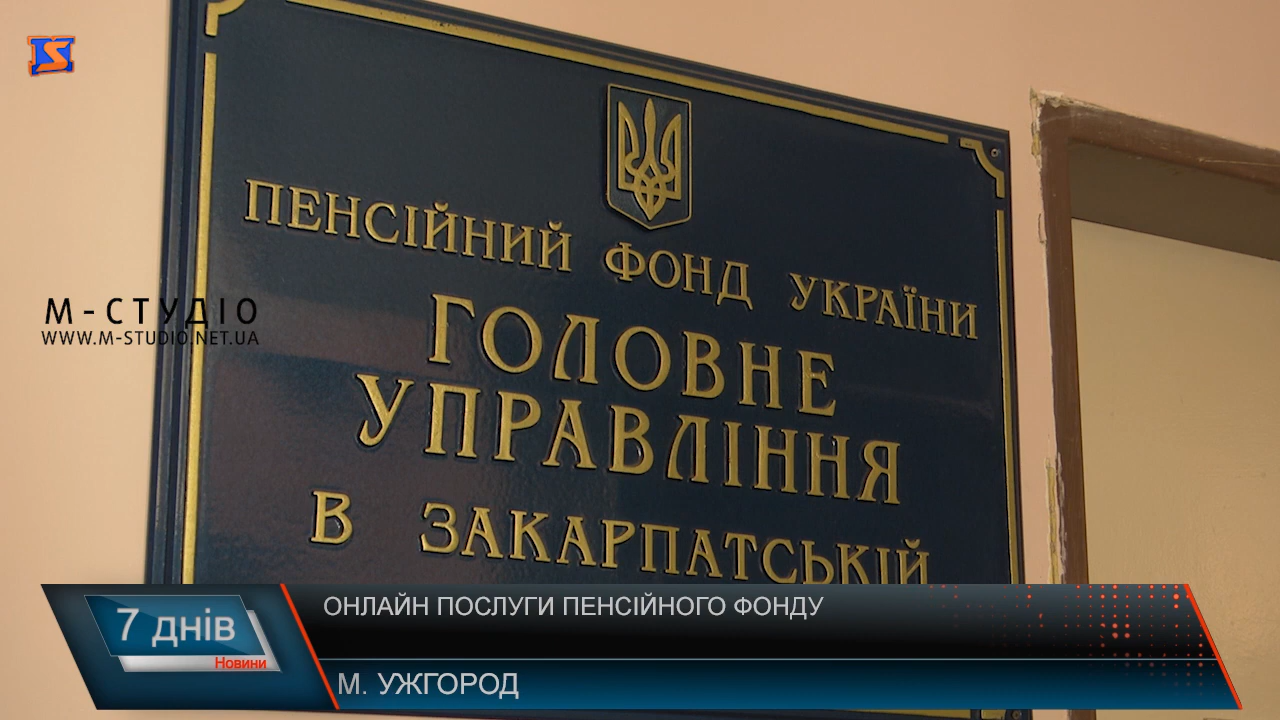 ПЕНСІЙНИЙ ФОНД УКРАЇНИ
ГОЛОВНЕ
УПРАВЛІННЯ
В ЗАКАРПАТСЬКІЙ
М-СТУДІО
WWW.M-STUDIO.NET.UA
7 днів
Новини
ОНЛАЙН ПОСЛУГИ ПЕНСІЙНОГО ФОНДУ
М. УЖГОРОД